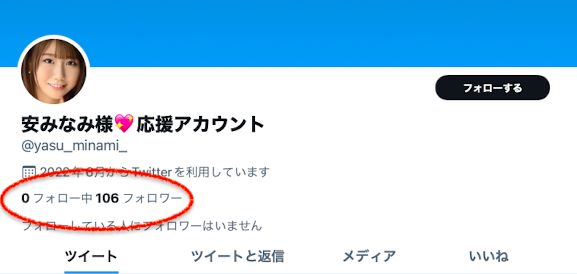 フォローする
安みなみ様💖応援アカウント
@yasu_minami_
2022年8月からTwitterを利用しています
0 フォロー中 106 フォロワー
フォローしている人にフォロワーはいません
ツイート ツイートと返信 メディア いいね